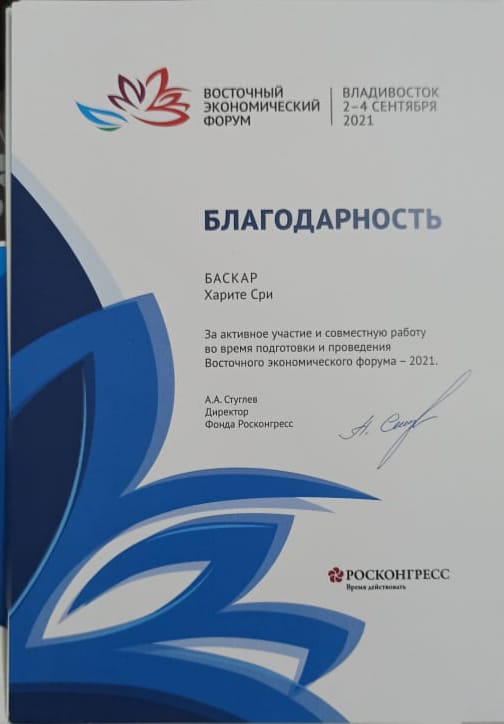 ВОСТОЧНЫЙ
ЭКОНОМИЧЕСКИЙ
ФОРУМ
ВЛАДИВОСТОК
2–4 СЕНТЯБРЯ
2021
БЛАГОДАРНОСТЬ
БАСКАР
Харите Сри
За активное участие и совместную работу
во время подготовки и проведения
Восточного экономического форума – 2021.
А.А. Стуглев
Директор
Фонда Росконгресс
РОСКОНГРЕСС
Время действовать